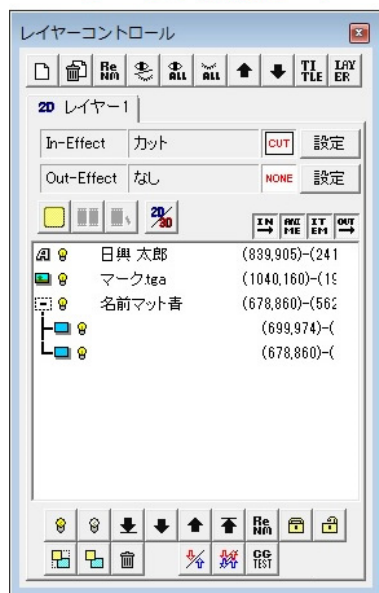 レイヤーコントロール
Re NM ALL ALL TI TLE LAY ER
2D レイヤー1
In-Effect カット CUT 設定
Out-Effect なし NONE 設定
2D/3D IN ANI ME IT EM OUT
日興 太郎 (839,905)-(241
マーク.tga (1040,160)-(19
名前マット青 (678,860)-(562
(699,974)-(
(678,860)-(
Re NM
CG TEST